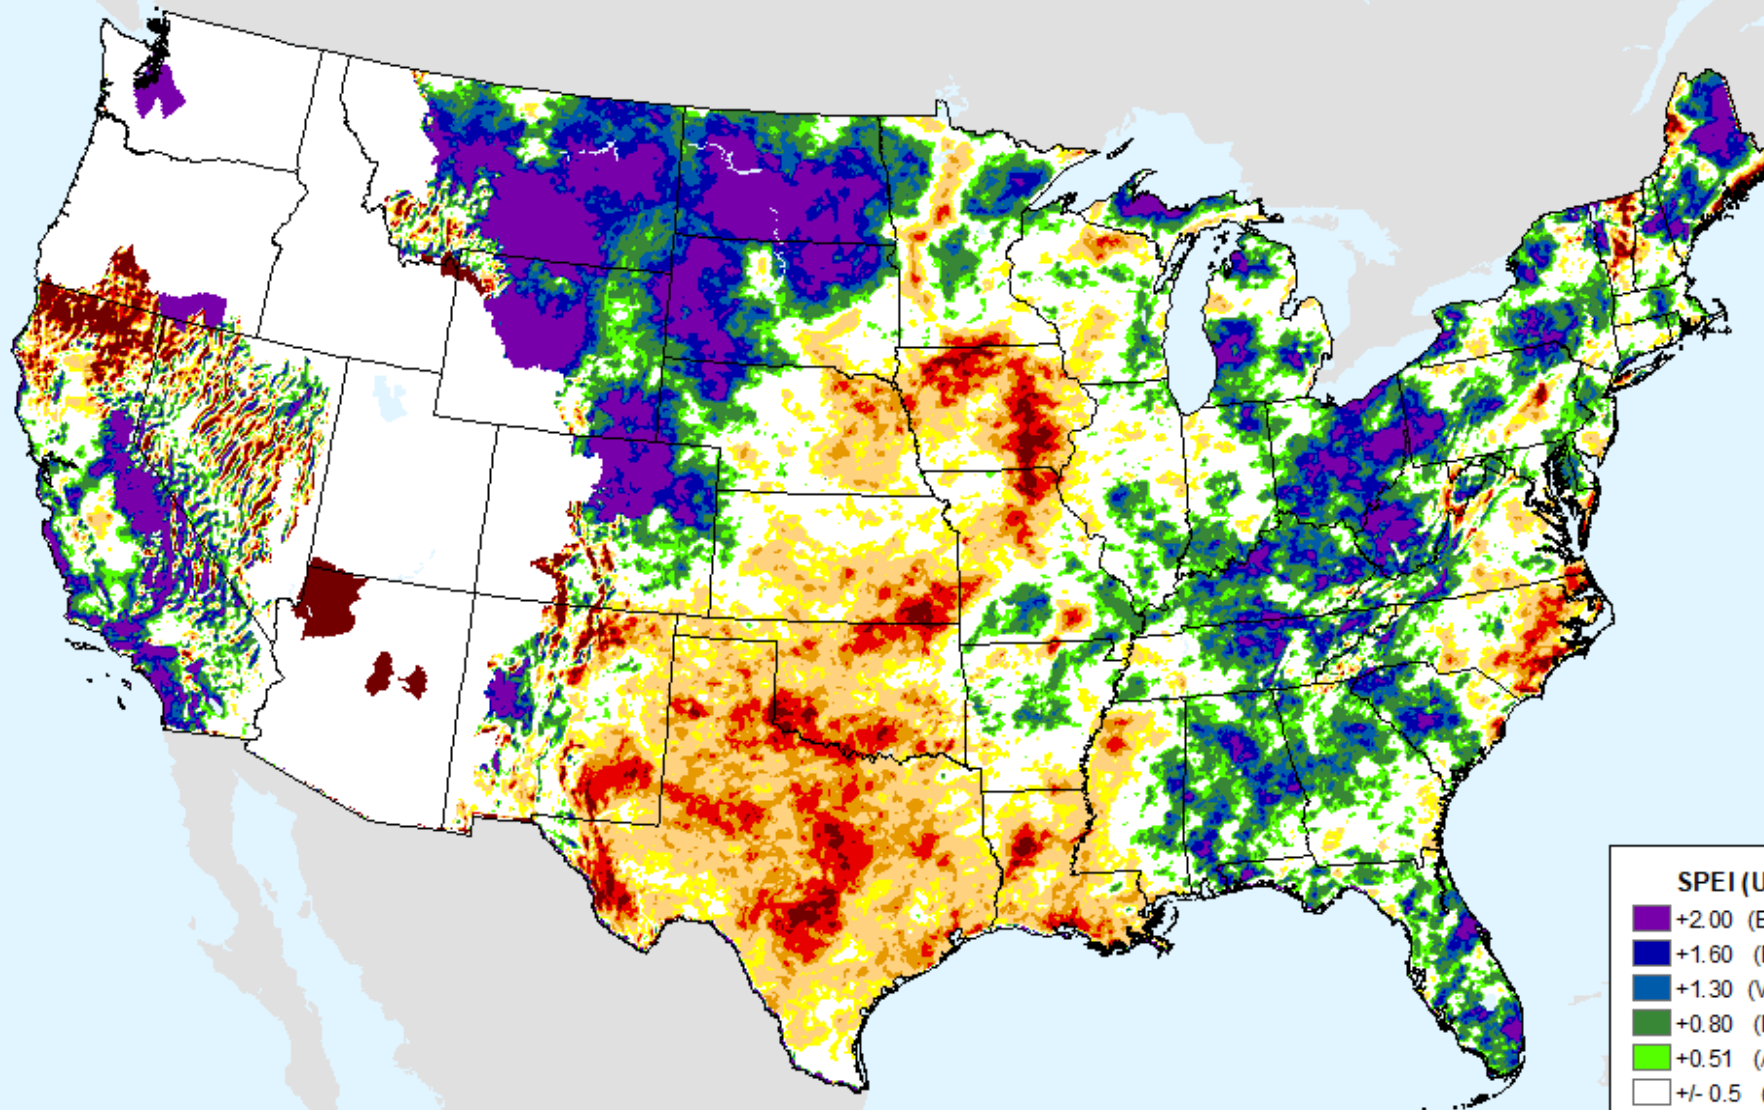 SPEI (U
+2.00 (E
+1.60 (
+1.30 (V
+0.80 (
+0.51 (
+/- 0.5 (